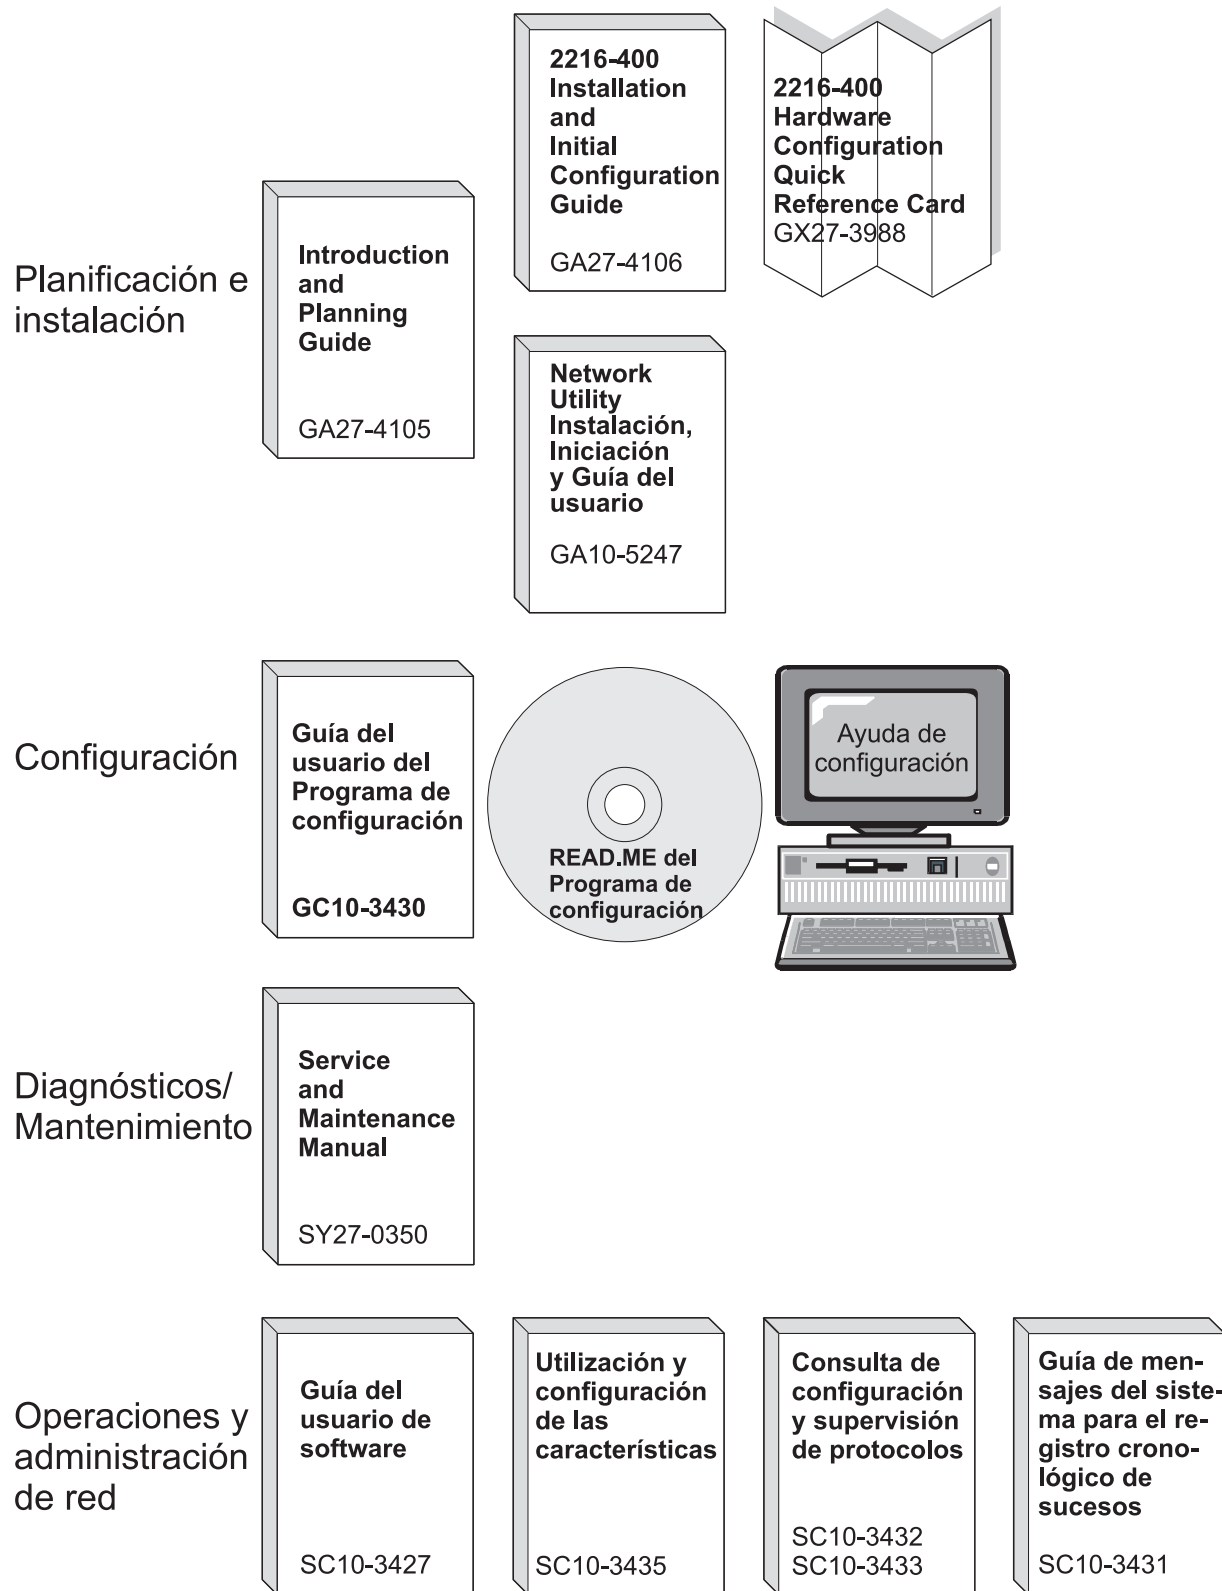 Planificación e
instalación
Introduction
and
Planning
Guide
GA27-4105
2216-400
Installation
and
Initial
Configuration
Guide
GA27-4106
2216-400
Hardware
Configuration
Quick
Reference Card
GX27-3988
Network
Utility
Instalación,
Iniciación
y Guía del
usuario
GA10-5247
Configuración
Guía del
usuario del
Programa de
configuración
GC10-3430
READ.ME del
Programa de
configuración
Ayuda de
configuración
Diagnósticos/
Mantenimiento
Service
and
Maintenance
Manual
SY27-0350
Operaciones y
administración
de red
Guía del
usuario de
software
SC10-3427
Utilización y
configuración
de las
características
SC10-3435
Consulta de
configuración
y supervisión
de protocolos
SC10-3432
SC10-3433
Guía de men-
sajes del siste-
ma para el re-
gistro crono-
lógico de
sucesos
SC10-3431